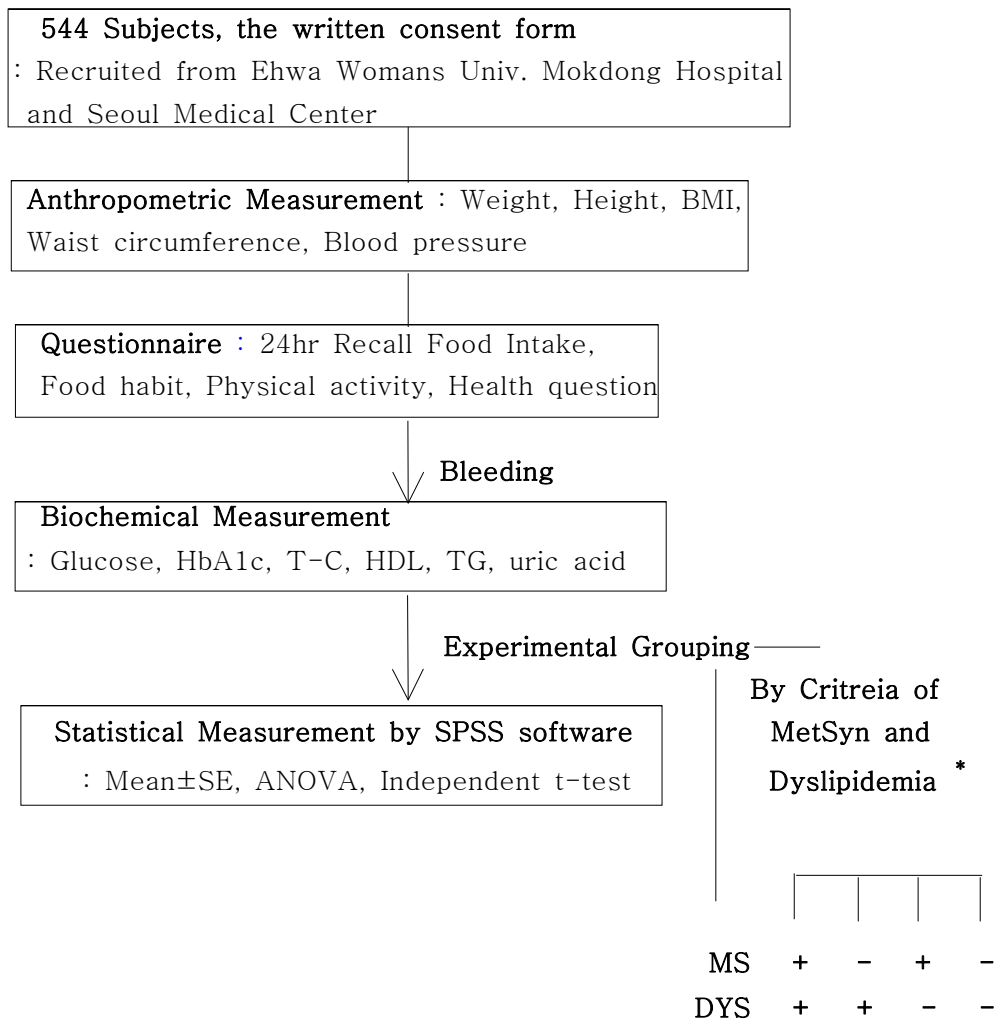 544 Subjects, the written consent form
: Recruited from Ehwa Womans Univ. Mokdong Hospital
and Seoul Medical Center
Anthropometric Measurement : Weight, Height, BMI,
Waist circumference, Blood pressure
Questionnaire : 24hr Recall Food Intake,
Food habit, Physical activity, Health question
Bleeding
Biochemical Measurement
: Glucose, HbA1c, T-C, HDL, TG, uric acid
Experimental Grouping
By Critreia of
MetSyn and
Dyslipidemia *
Statistical Measurement by SPSS software
: Mean±SE, ANOVA, Independent t-test
MS + - + -
DYS + + - -